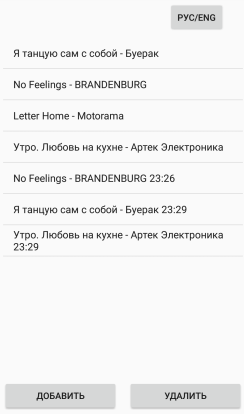 РУС/ENG
Я танцую сам с собой - Буерак
No Feelings - BRANDENBURG
Letter Home - Motorama
Утро. Любовь на кухне - Артек Электроника
No Feelings - BRANDENBURG 23:26
Я танцую сам с собой - Буерак 23:29
Утро. Любовь на кухне - Артек Электроника
23:29
ДОБАВИТЬ
УДАЛИТЬ